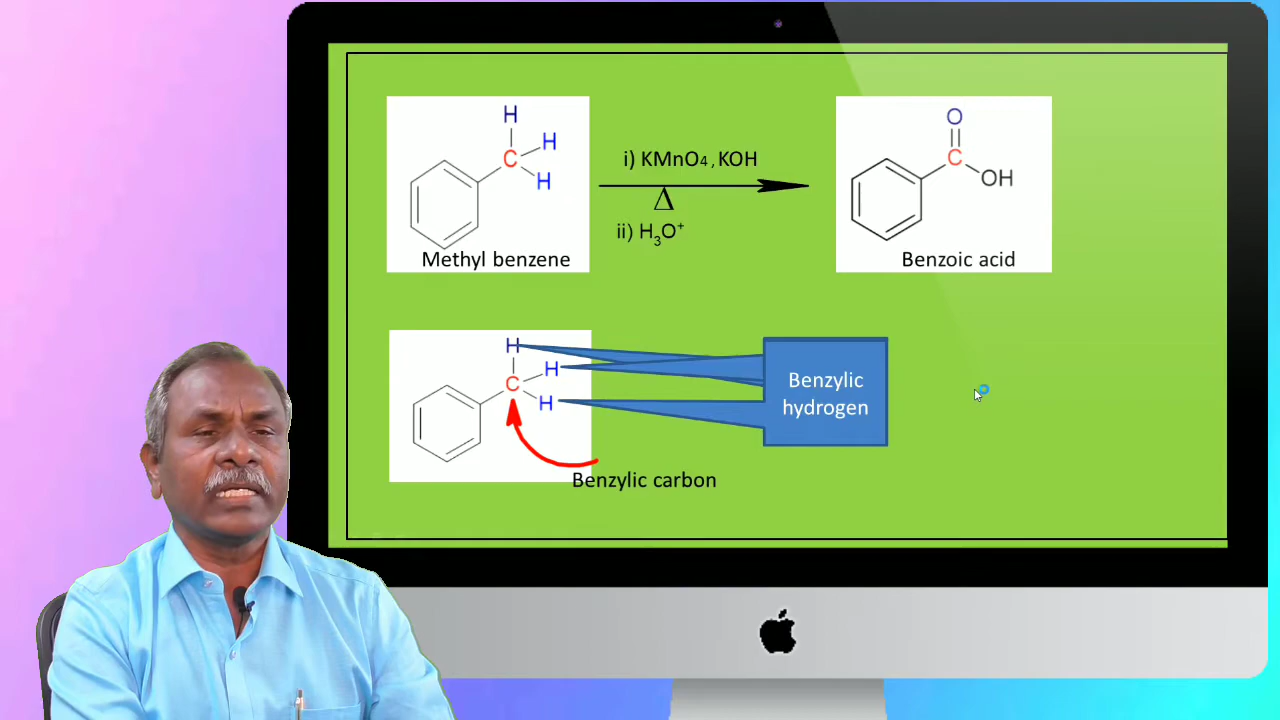 H
H
C
H
Methyl benzene
i) KMnO₄, KOH
Δ
ii) H₃O⁺
O
C
OH
Benzoic acid
H
H
C
H
Benzylic
hydrogen
Benzylic carbon